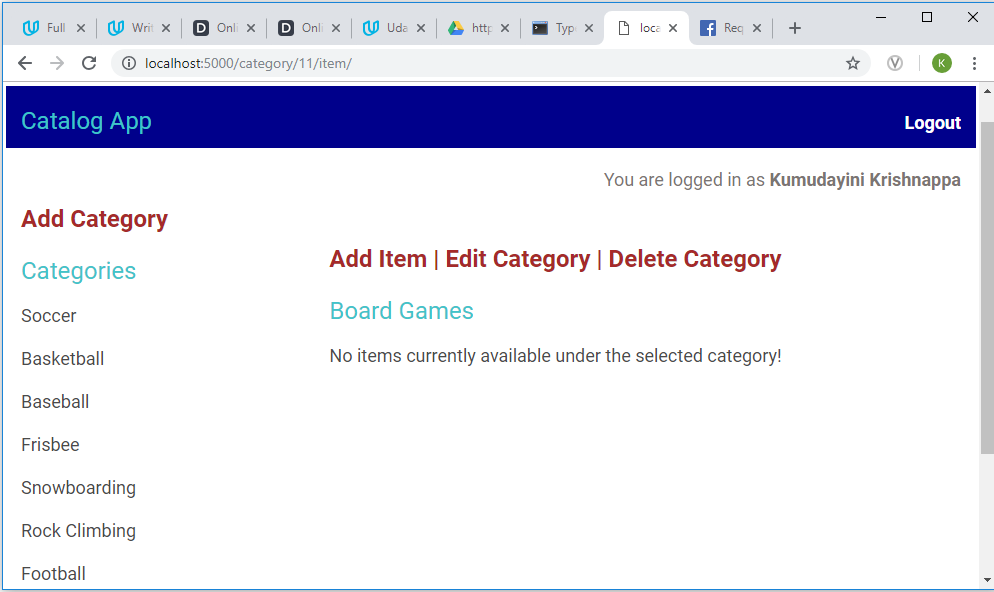 Full
Writ
Onli
Onli
Uda
http
Type
loca
Req
localhost:5000/category/11/item/
K
Catalog App
Logout
You are logged in as Kumudayini Krishnappa
Add Category
Categories
Soccer
Basketball
Baseball
Frisbee
Snowboarding
Rock Climbing
Football
Add Item | Edit Category | Delete Category
Board Games
No items currently available under the selected category!